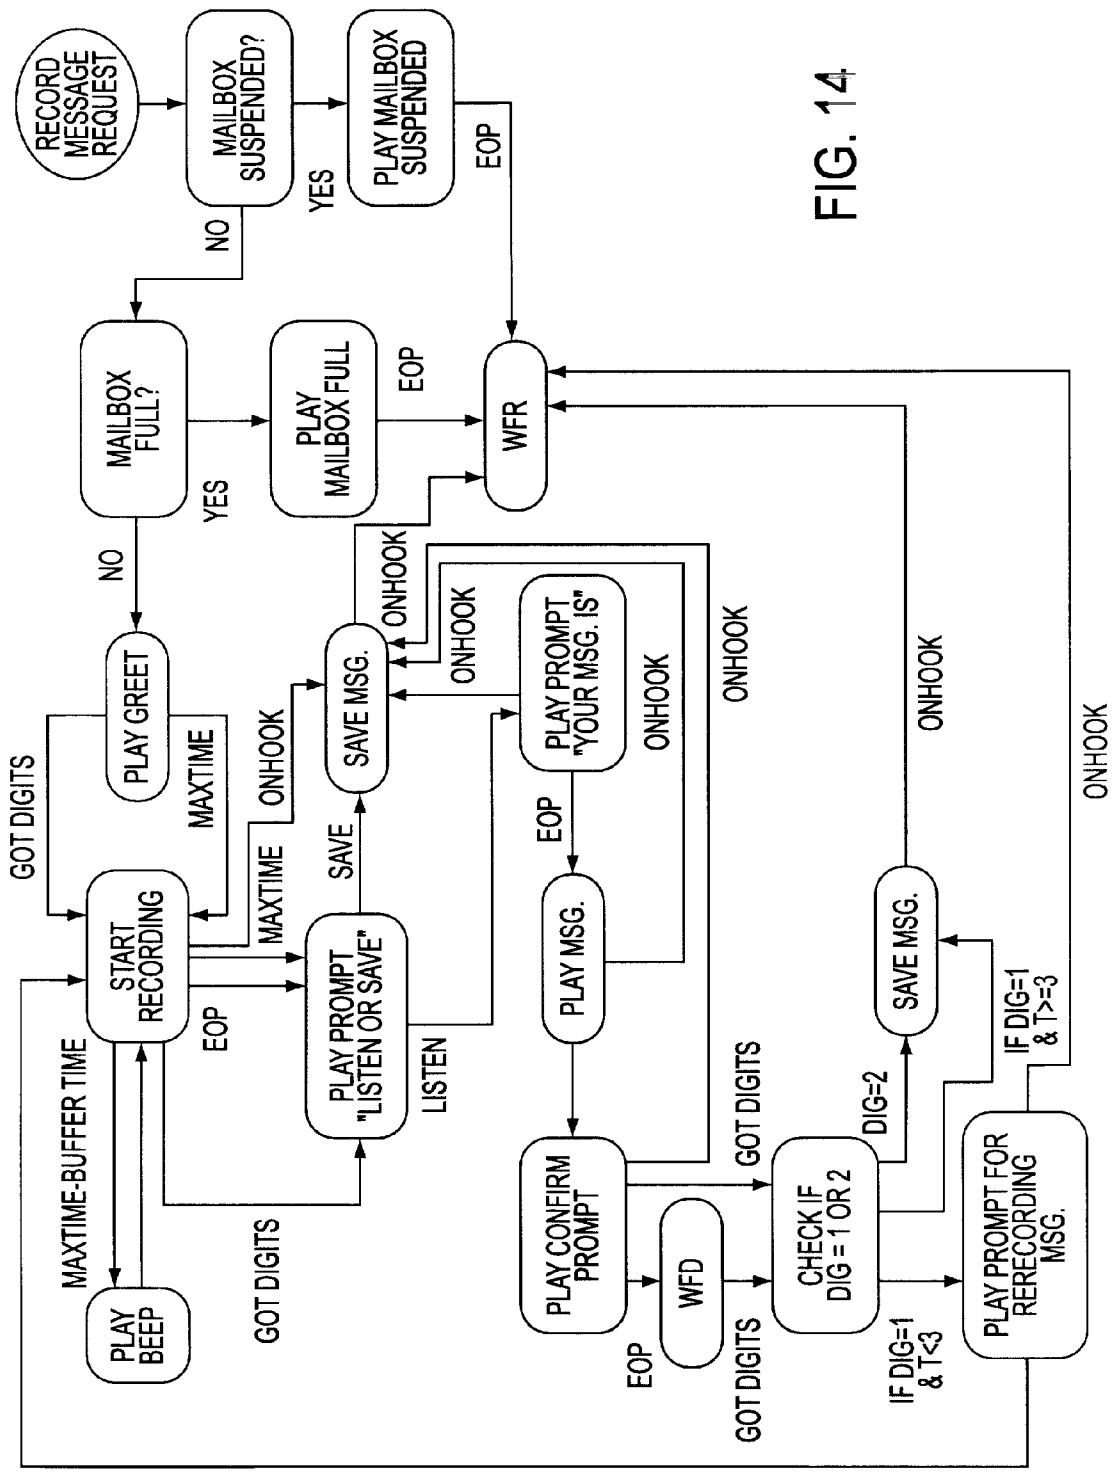 RECORD
MESSAGE
REQUEST
MAILBOX
SUSPENDED?
YES
PLAY MAILBOX
SUSPENDED
EOP
NO
MAILBOX
FULL?
YES
PLAY
MAILBOX FULL
EOP
WFR
NO
PLAY GREET
GOT DIGITS
MAXTIME
START
RECORDING
ONHOOK
MAXTIME
EOP
MAXTIME-BUFFER TIME
PLAY
BEEP
GOT DIGITS
PLAY PROMPT
"LISTEN OR SAVE"
SAVE
SAVE MSG.
ONHOOK
LISTEN
ONHOOK
PLAY PROMPT
"YOUR MSG. IS"
EOP
PLAY MSG.
ONHOOK
ONHOOK
PLAY CONFIRM
PROMPT
EOP
WFD
GOT DIGITS
GOT DIGITS
CHECK IF
DIG = 1 OR 2
DIG=2
SAVE MSG.
ONHOOK
IF DIG=1
& T<3
IF DIG=1
& T>=3
PLAY PROMPT FOR
RERECORDING
MSG.
ONHOOK
FIG. 14